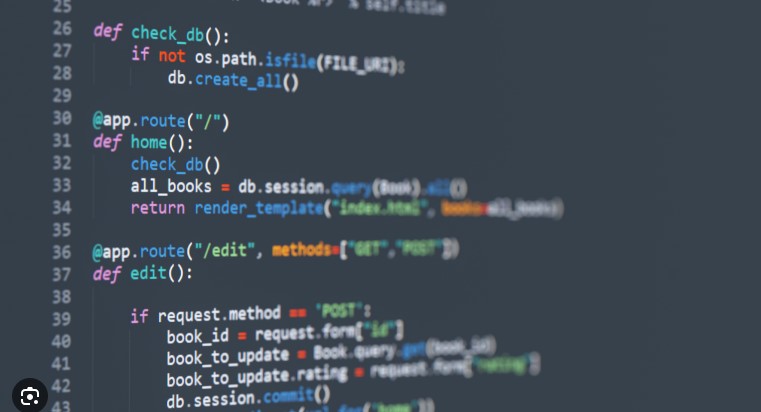 25 % self.title
26 def check_db():
27 if not os.path.isfile(FILE_URI):
28 db.create_all()
29
30 @app.route("/")
31 def home():
32 check_db()
33 all_books = db.session.query(Book).all()
34 return render_template("index.html", books=all_books)
35
36 @app.route("/edit", methods=["GET","POST"])
37 def edit():
38
39 if request.method == 'POST':
40 book_id = request.form["id"]
41 book_to_update = Book.query.get(book_id)
42 book_to_update.rating = request.form["rating"]
43 db.session.commit()